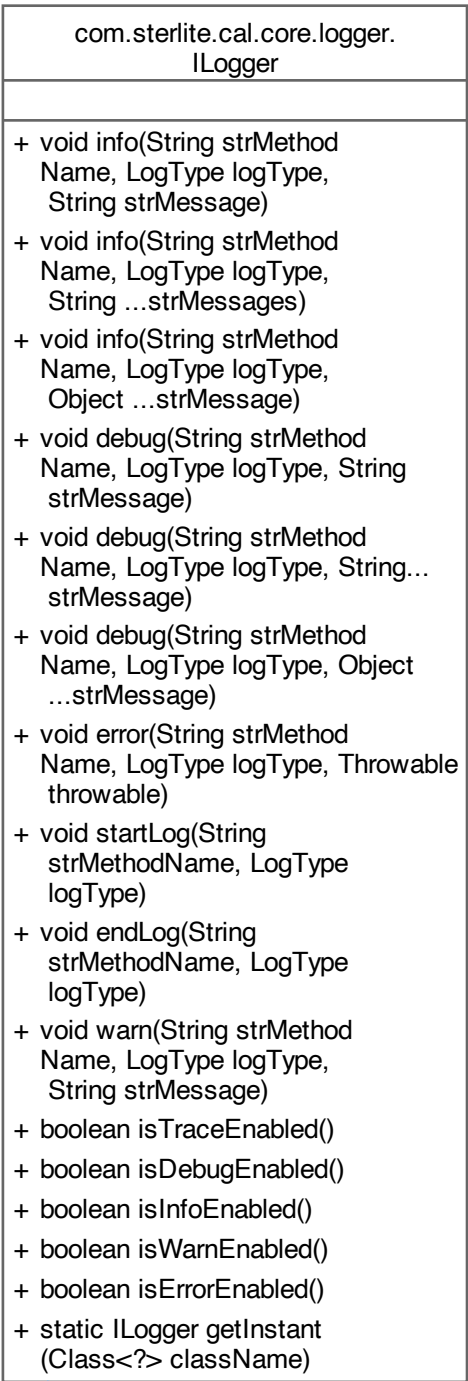 com.sterlite.cal.core.logger.
ILogger
+ void info(String strMethod
Name, LogType logType,
String ...strMessage)
+ void info(String strMethod
Name, LogType logType,
String ...strMessages)
+ void info(String strMethod
Name, LogType logType,
Object ...strMessage)
+ void debug(String strMethod
Name, LogType logType, String
strMessage)
+ void debug(String strMethod
Name, LogType logType, String...
strMessage)
+ void debug(String strMethod
Name, LogType logType, Object
...strMessage)
+ void error(String strMethod
Name, LogType logType, Throwable
throwable)
+ void startLog(String
strMethodName, LogType
logType)
+ void endLog(String
strMethodName, LogType
logType)
+ void warn(String strMethod
Name, LogType logType,
String strMessage)
+ boolean isTraceEnabled()
+ boolean isDebugEnabled()
+ boolean isInfoEnabled()
+ boolean isWarnEnabled()
+ boolean isErrorEnabled()
+ static ILogger getInstant
(Class<?> className)